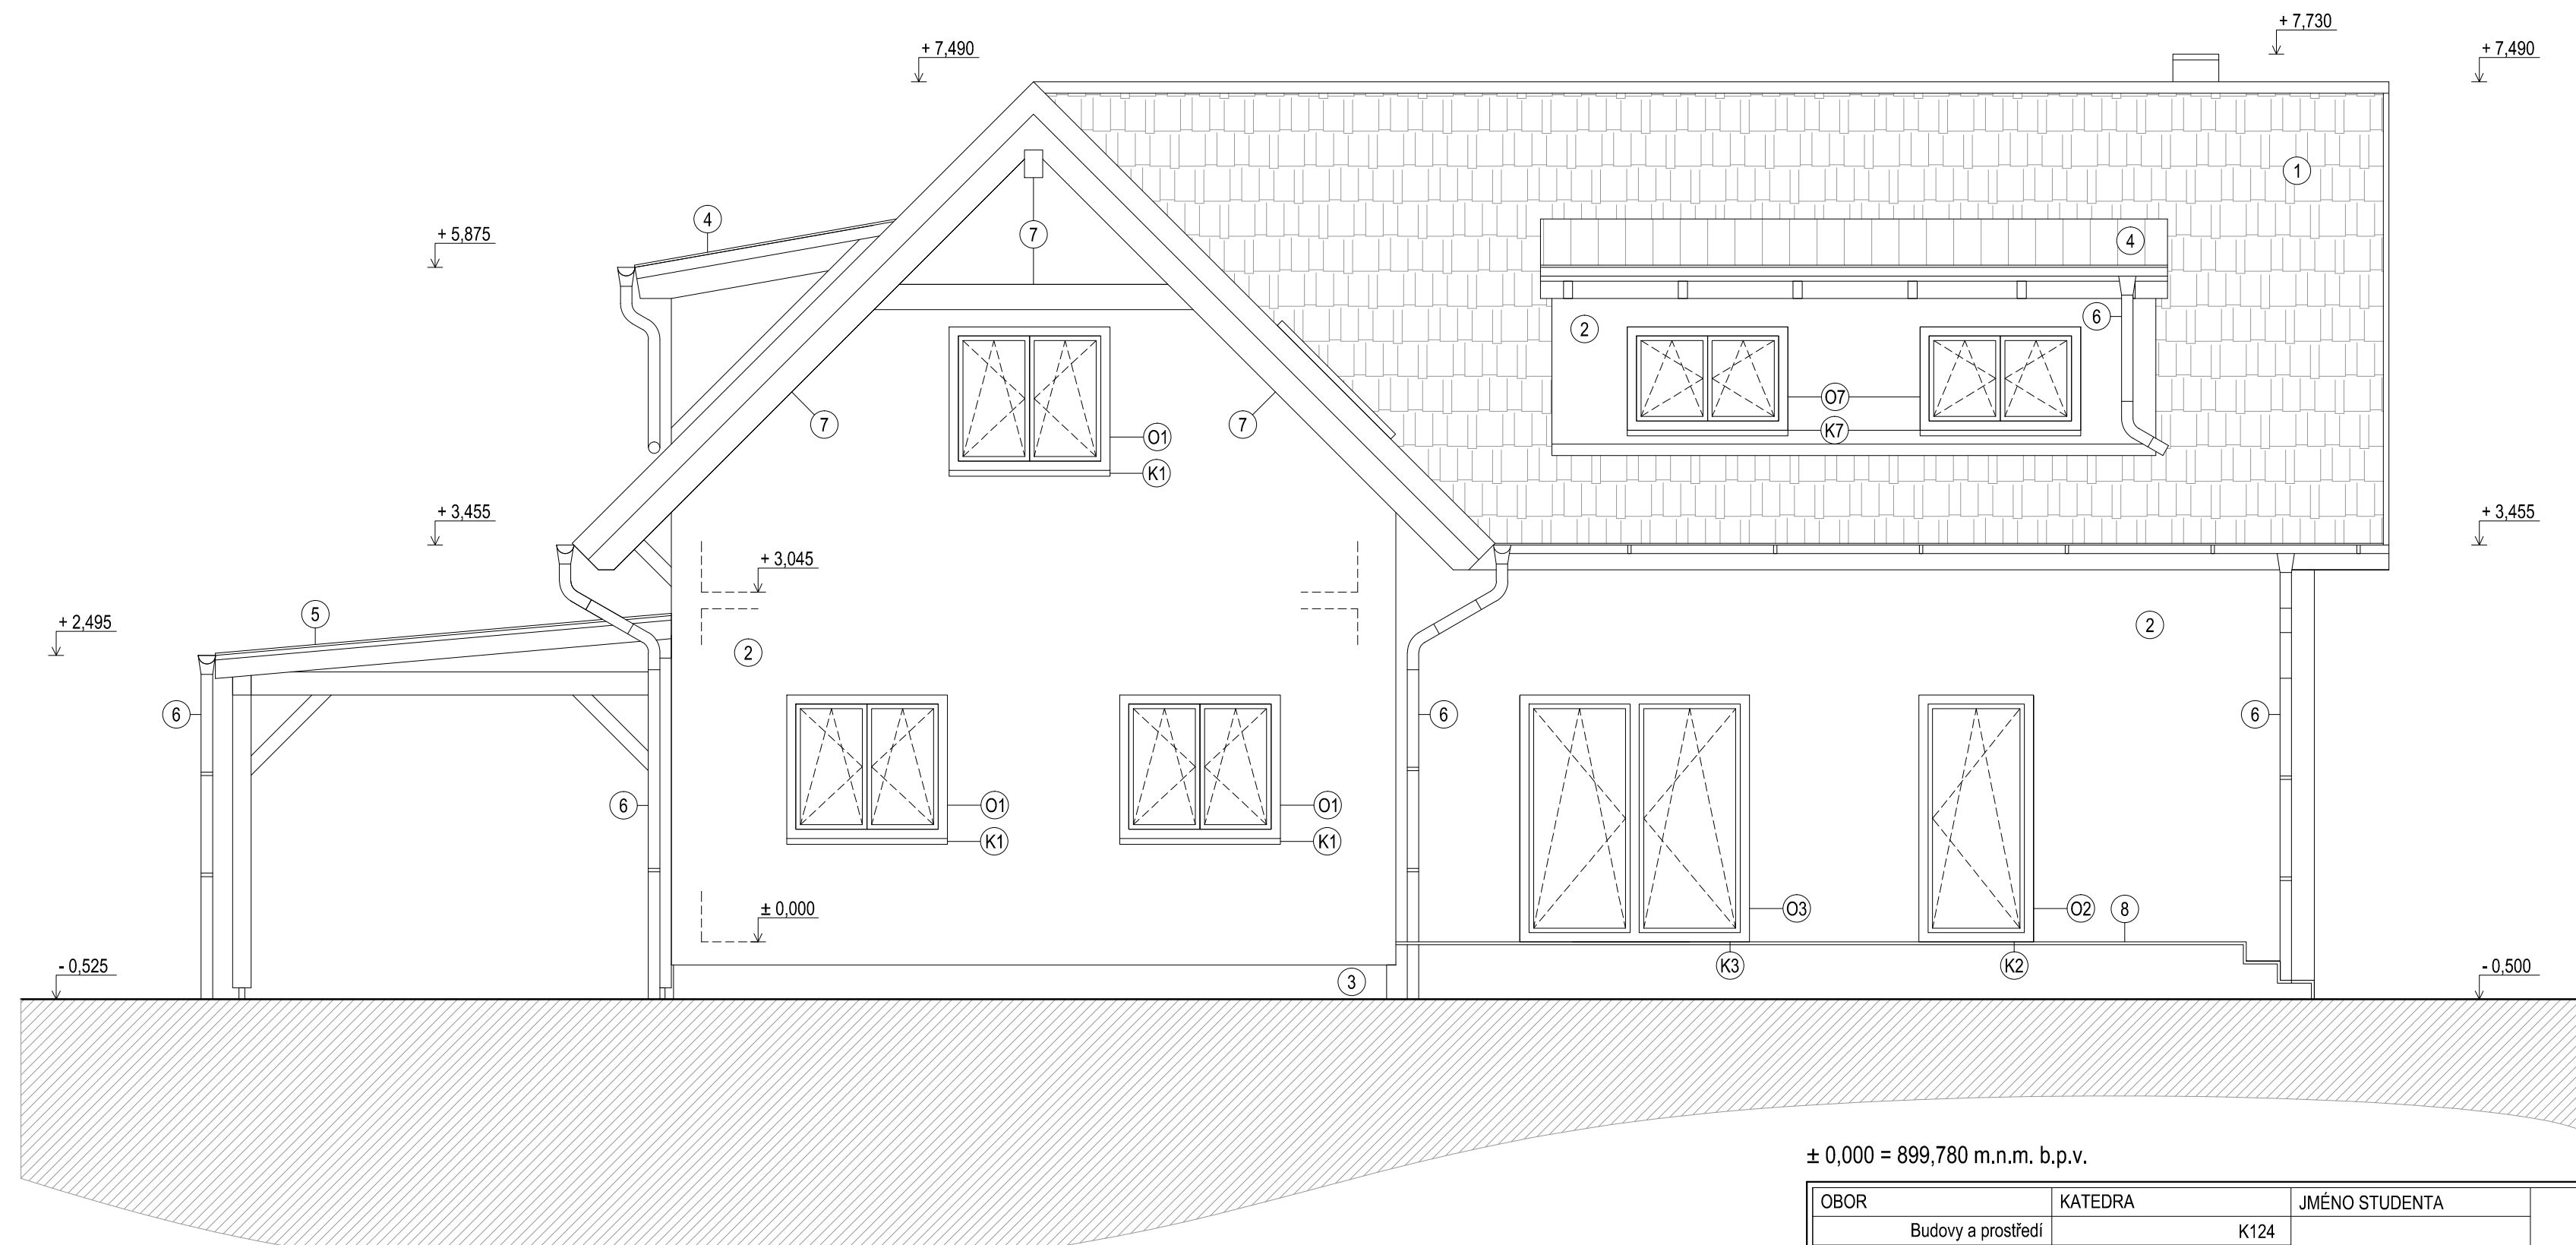 + 7,730
+ 7,490
+ 7,490
1
4
7
+ 5,875
4
6
2
O7
7
7
K7
O1
K1
+ 3,455
+ 3,455
+ 3,045
5
+ 2,495
2
2
6
6
6
6
O1
O1
K1
K1
± 0,000
O3
O2
8
- 0,525
K3
K2
- 0,500
3
± 0,000 = 899,780 m.n.m. b.p.v.
OBOR KATEDRA JMÉNO STUDENTA
Budovy a prostředí K124